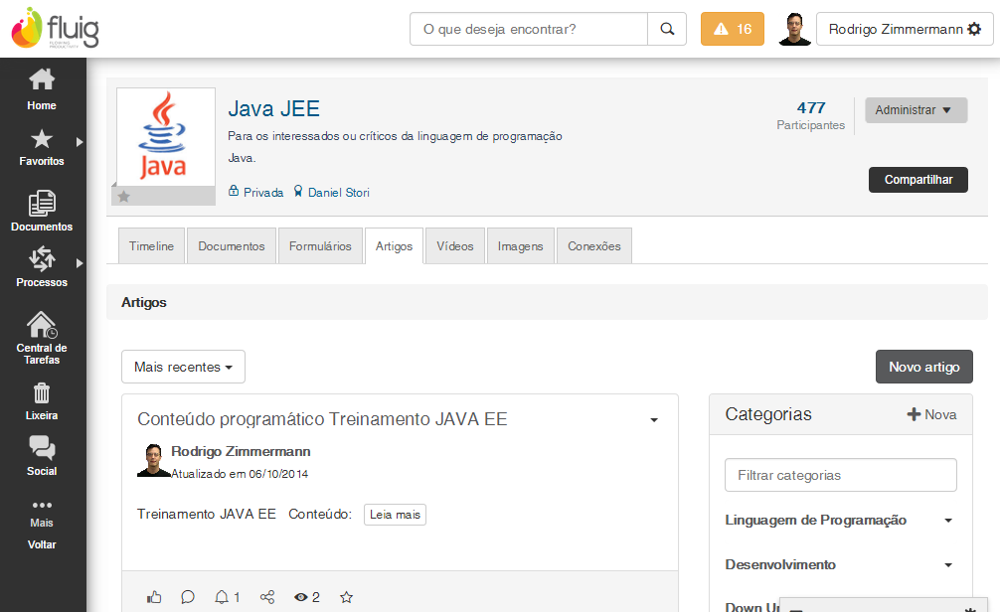 fluig
O que deseja encontrar?
16
Rodrigo Zimmermann
Home
Favoritos
Documentos
Processos
Central de
Tarefas
Lixeira
Social
Mais
Voltar
Java
Java JEE
Para os interessados ou críticos da linguagem de programação
Java.
Privada Daniel Stori
477
Participantes
Administrar
Compartilhar
Timeline Documentos Formulários Artigos Vídeos Imagens Conexões
Artigos
Mais recentes
Novo artigo
Conteúdo programático Treinamento JAVA EE
Rodrigo Zimmermann
Atualizado em 06/10/2014
Treinamento JAVA EE Conteúdo: Leia mais
1 2
Categorias
Nova
Filtrar categorias
Linguagem de Programação
Desenvolvimento
Down